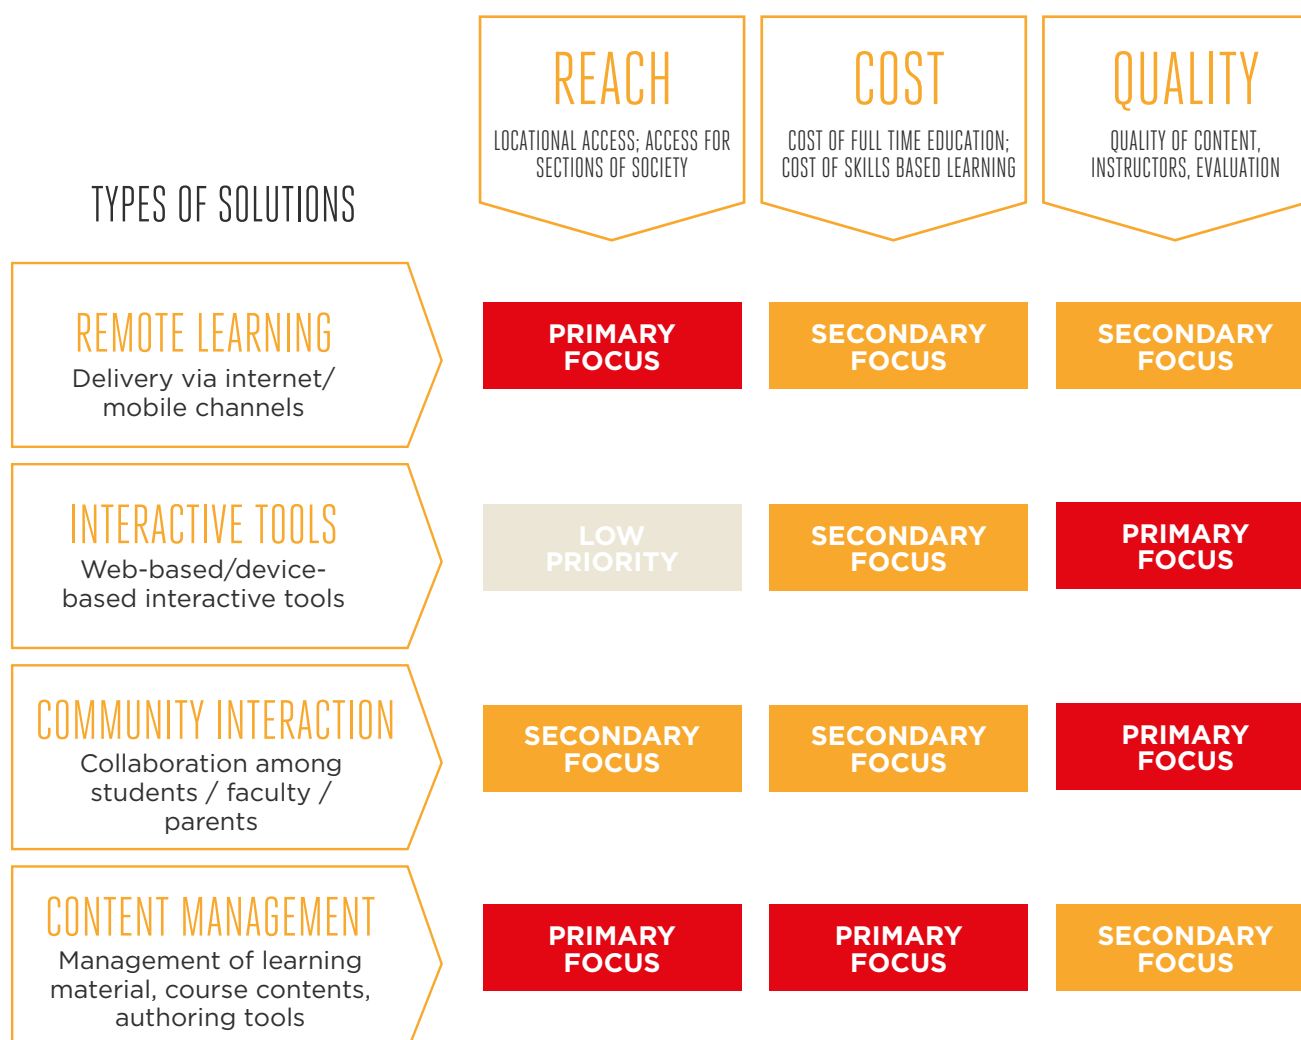 REACH
LOCATIONAL ACCESS; ACCESS FOR
SECTIONS OF SOCIETY
COST
COST OF FULL TIME EDUCATION;
COST OF SKILLS BASED LEARNING
QUALITY
QUALITY OF CONTENT,
INSTRUCTORS, EVALUATION
TYPES OF SOLUTIONS
REMOTE LEARNING
Delivery via internet/
mobile channels
PRIMARY
FOCUS
SECONDARY
FOCUS
SECONDARY
FOCUS
INTERACTIVE TOOLS
Web-based/device-
based interactive tools
LOW
PRIORITY
SECONDARY
FOCUS
PRIMARY
FOCUS
COMMUNITY INTERACTION
Collaboration among
students / faculty /
parents
SECONDARY
FOCUS
SECONDARY
FOCUS
PRIMARY
FOCUS
CONTENT MANAGEMENT
Management of learning
material, course contents,
authoring tools
PRIMARY
FOCUS
PRIMARY
FOCUS
SECONDARY
FOCUS